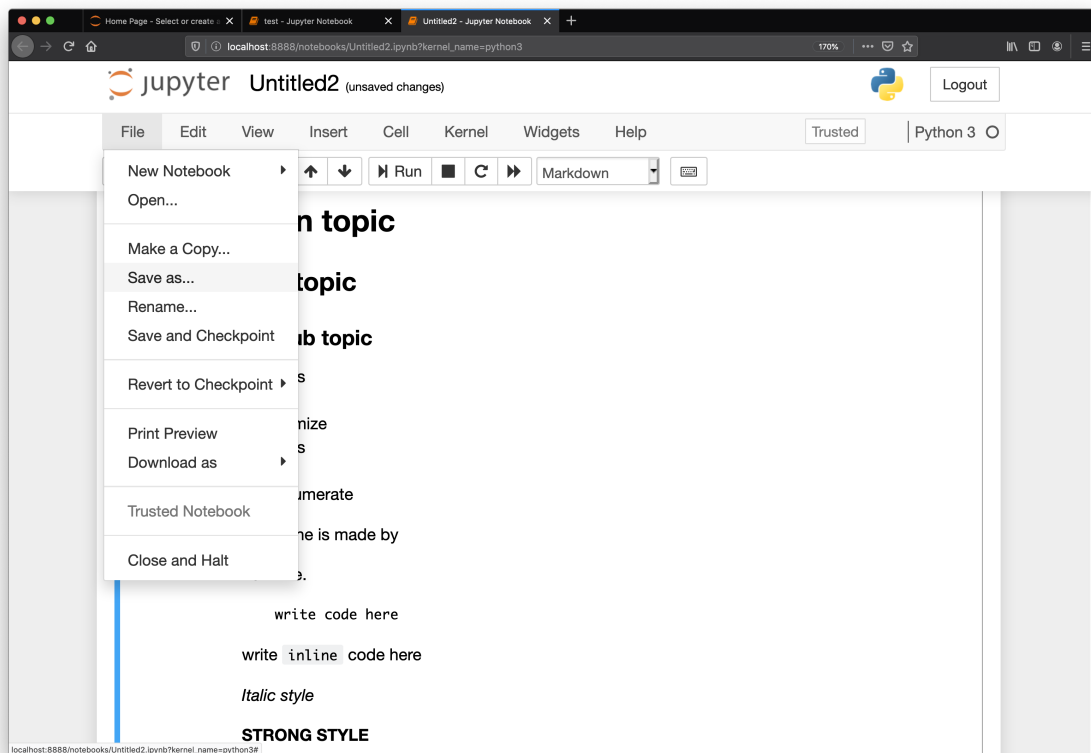 Home Page - Select or create a
test - Jupyter Notebook
Untitled2 - Jupyter Notebook
localhost:8888/notebooks/Untitled2.ipynb?kernel_name=python3
170%
jupyter Untitled2 (unsaved changes)
Logout
File Edit View Insert Cell Kernel Widgets Help
Trusted
Python 3
New Notebook
Run
Markdown
Open...
n topic
Make a Copy...
Save as...
topic
Rename...
Save and Checkpoint
ub topic
Revert to Checkpoint
s
mize
Print Preview
s
Download as
umerate
Trusted Notebook
ne is made by
Close and Halt
e.
write code here
write inline code here
Italic style
STRONG STYLE
localhost:8888/notebooks/Untitled2.ipynb?kernel_name=python3#